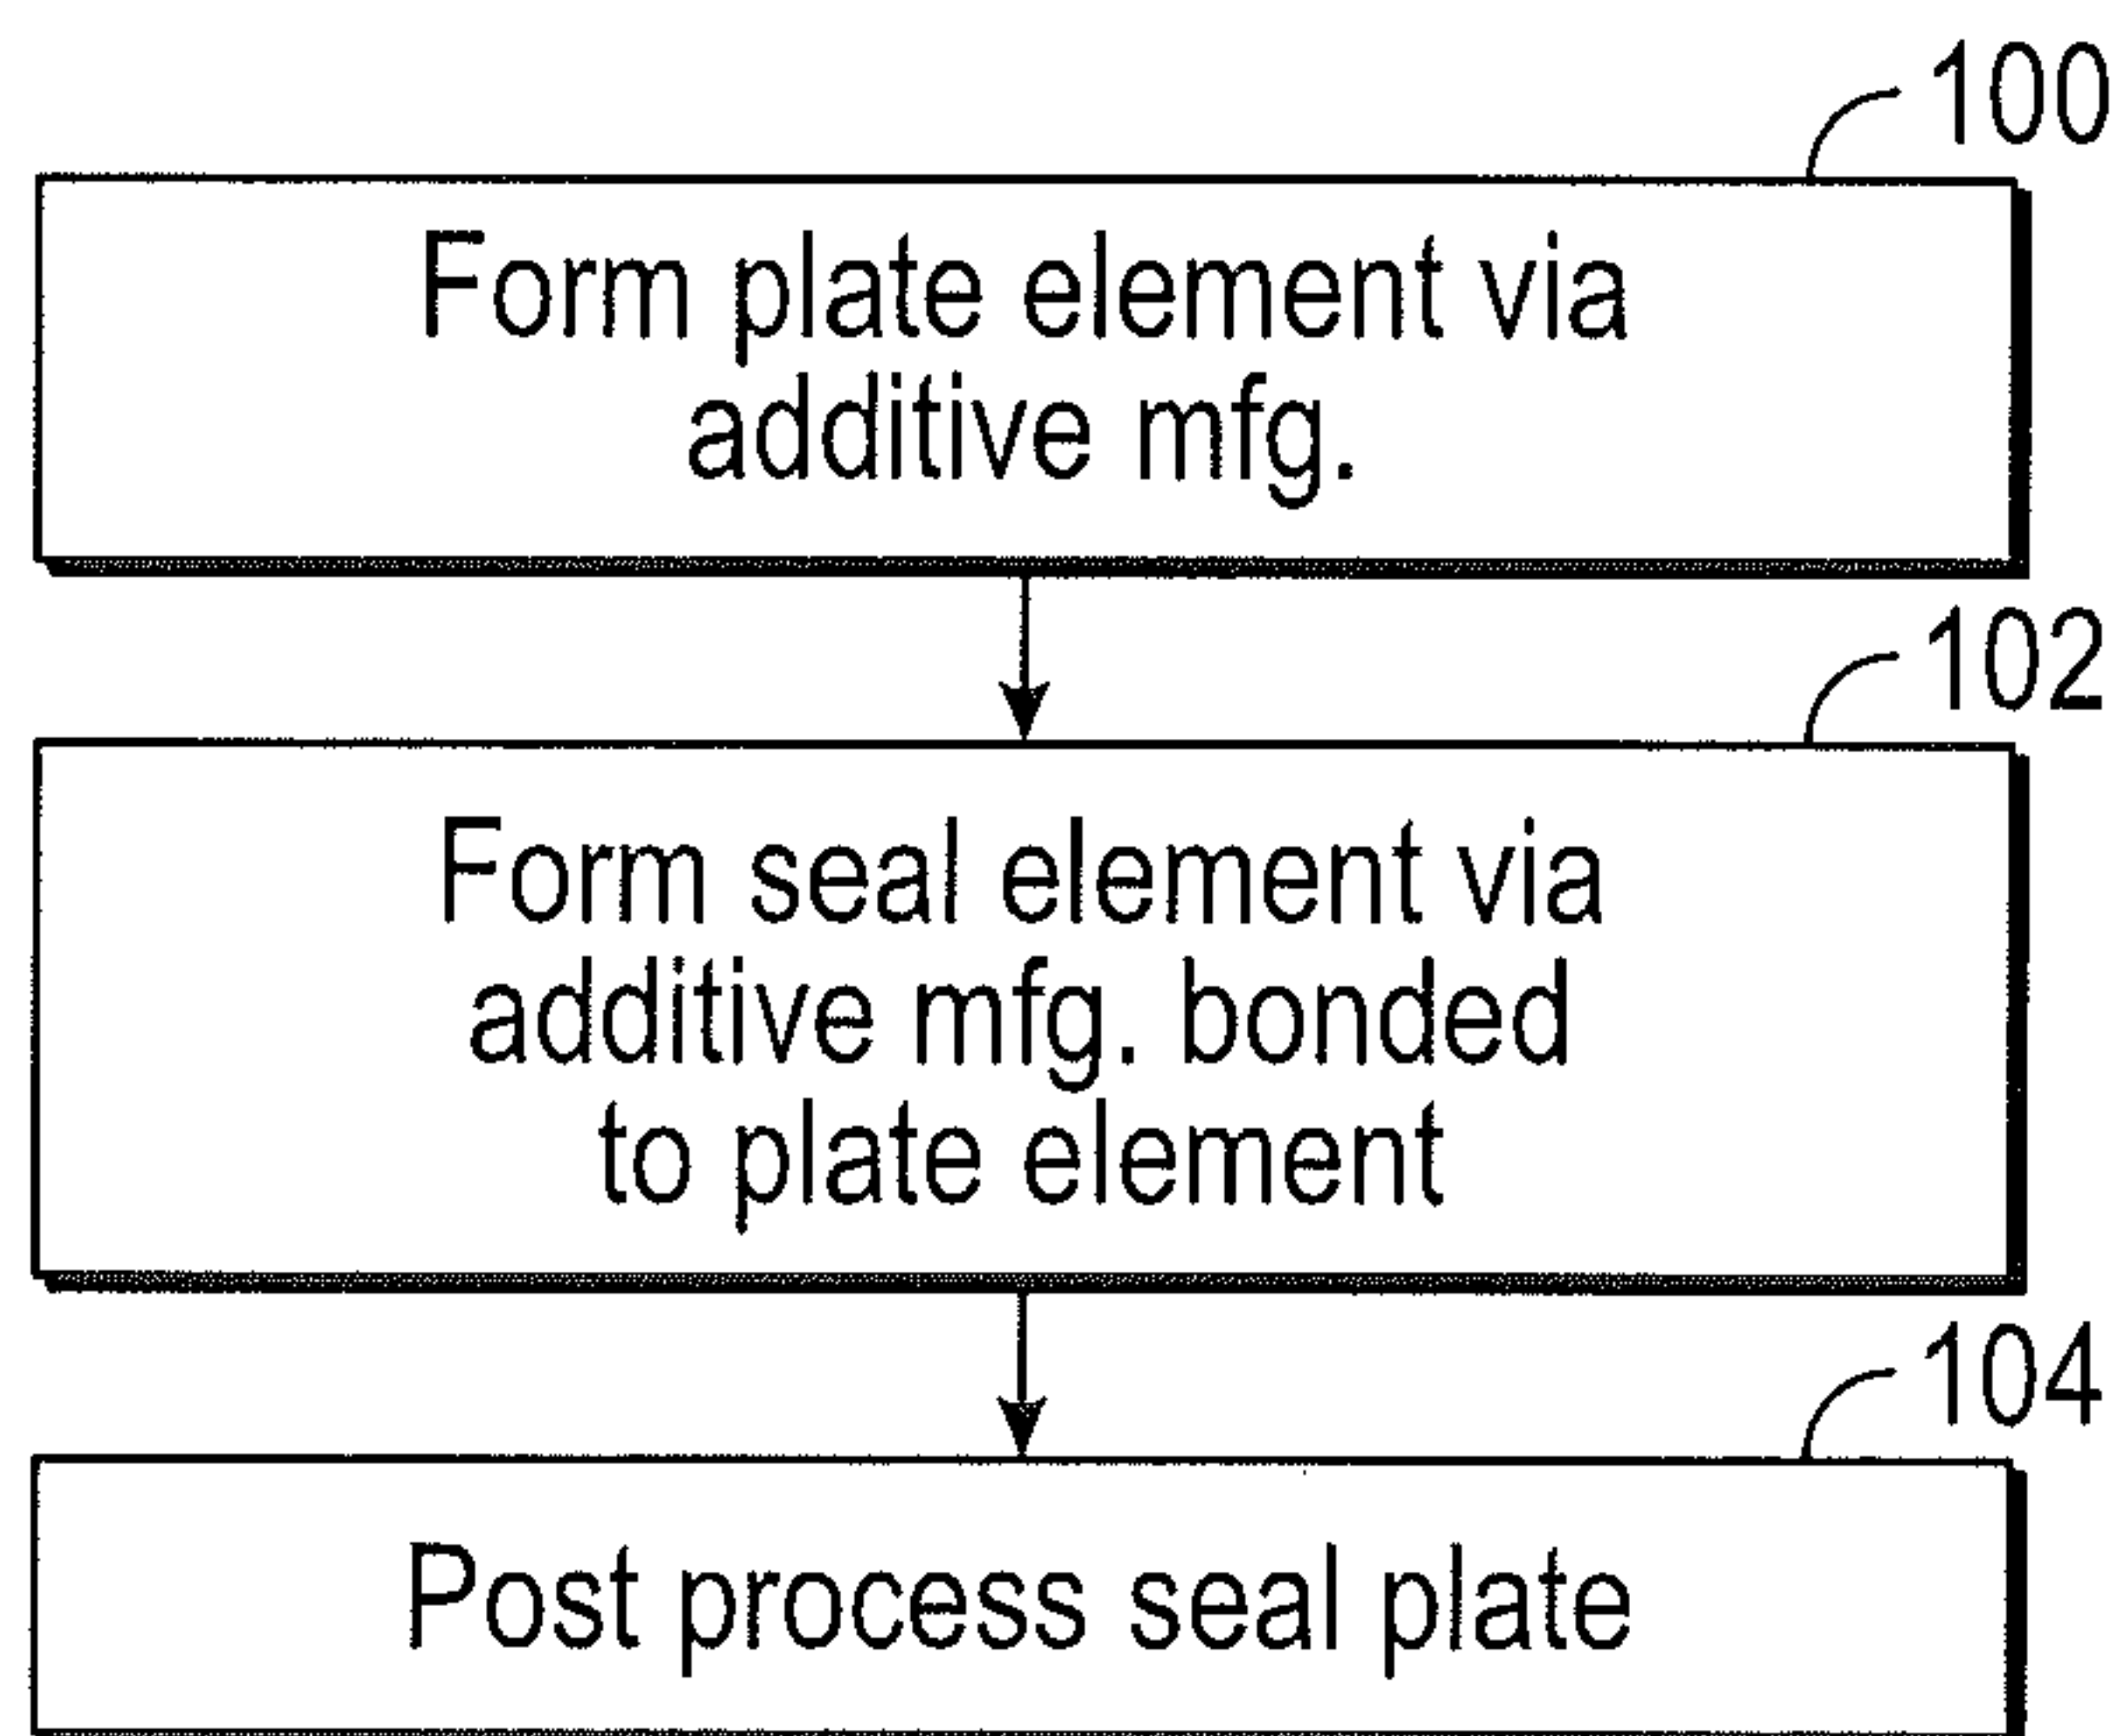 100
Form plate element via
additive mfg.
102
Form seal element via
additive mfg. bonded
to plate element
104
Post process seal plate